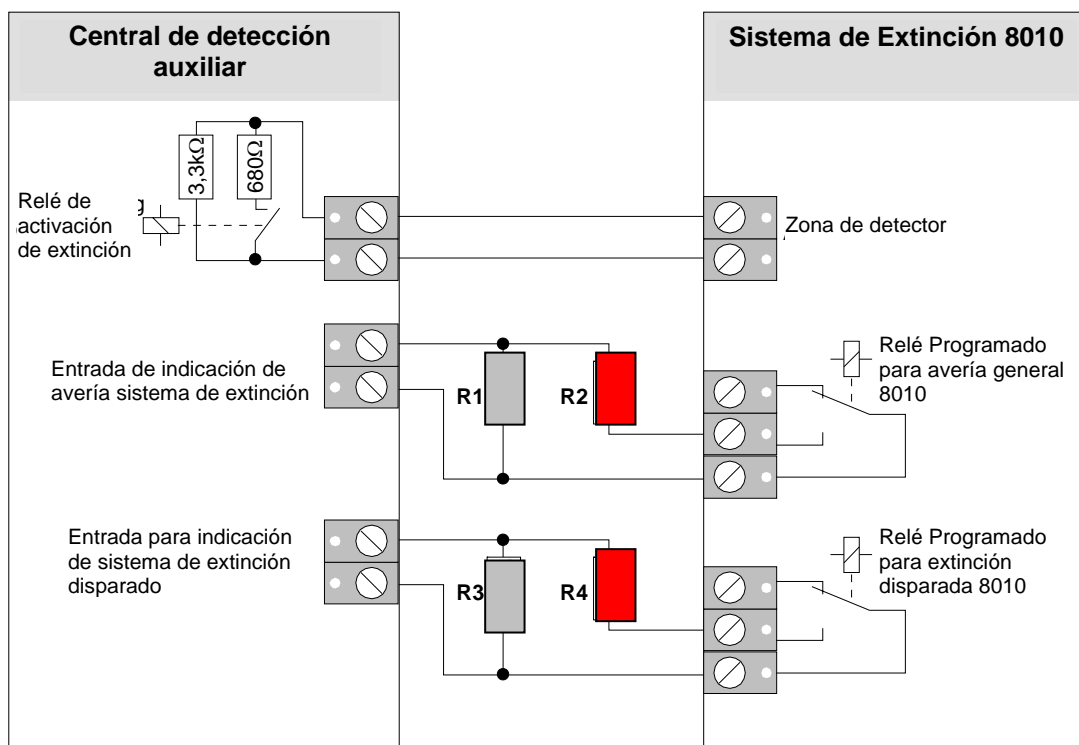 Central de detección
auxiliar
Sistema de Extinción 8010
3,3kΩ
680Ω
Relé de
activación
de extinción
g
Zona de detector
Entrada de indicación de
avería sistema de extinción
R1
R2
Relé Programado
para avería general
8010
Entrada para indicación
de sistema de extinción
disparado
R3
R4
Relé Programado
para extinción
disparada 8010